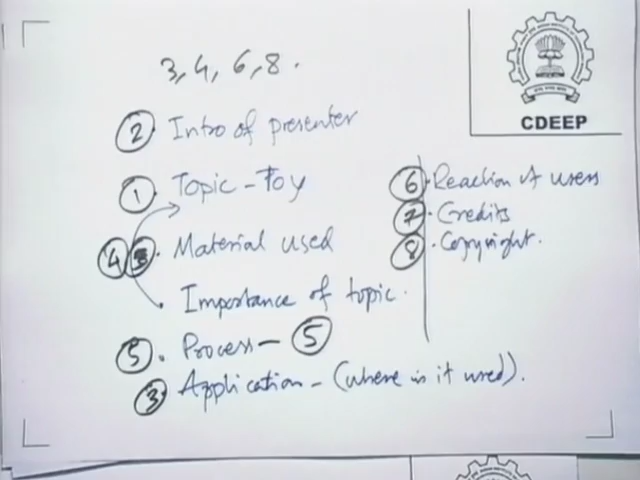 3, 4, 6, 8.
② Intro of presenter
① Topic - Toy
④ ③. Material used
. Importance of topic.
⑤. Process - ⑤
③. Application - (where is it used).
⑥ . Reaction of users
⑦ . Credits
⑧ . Copyright.
CDEEP